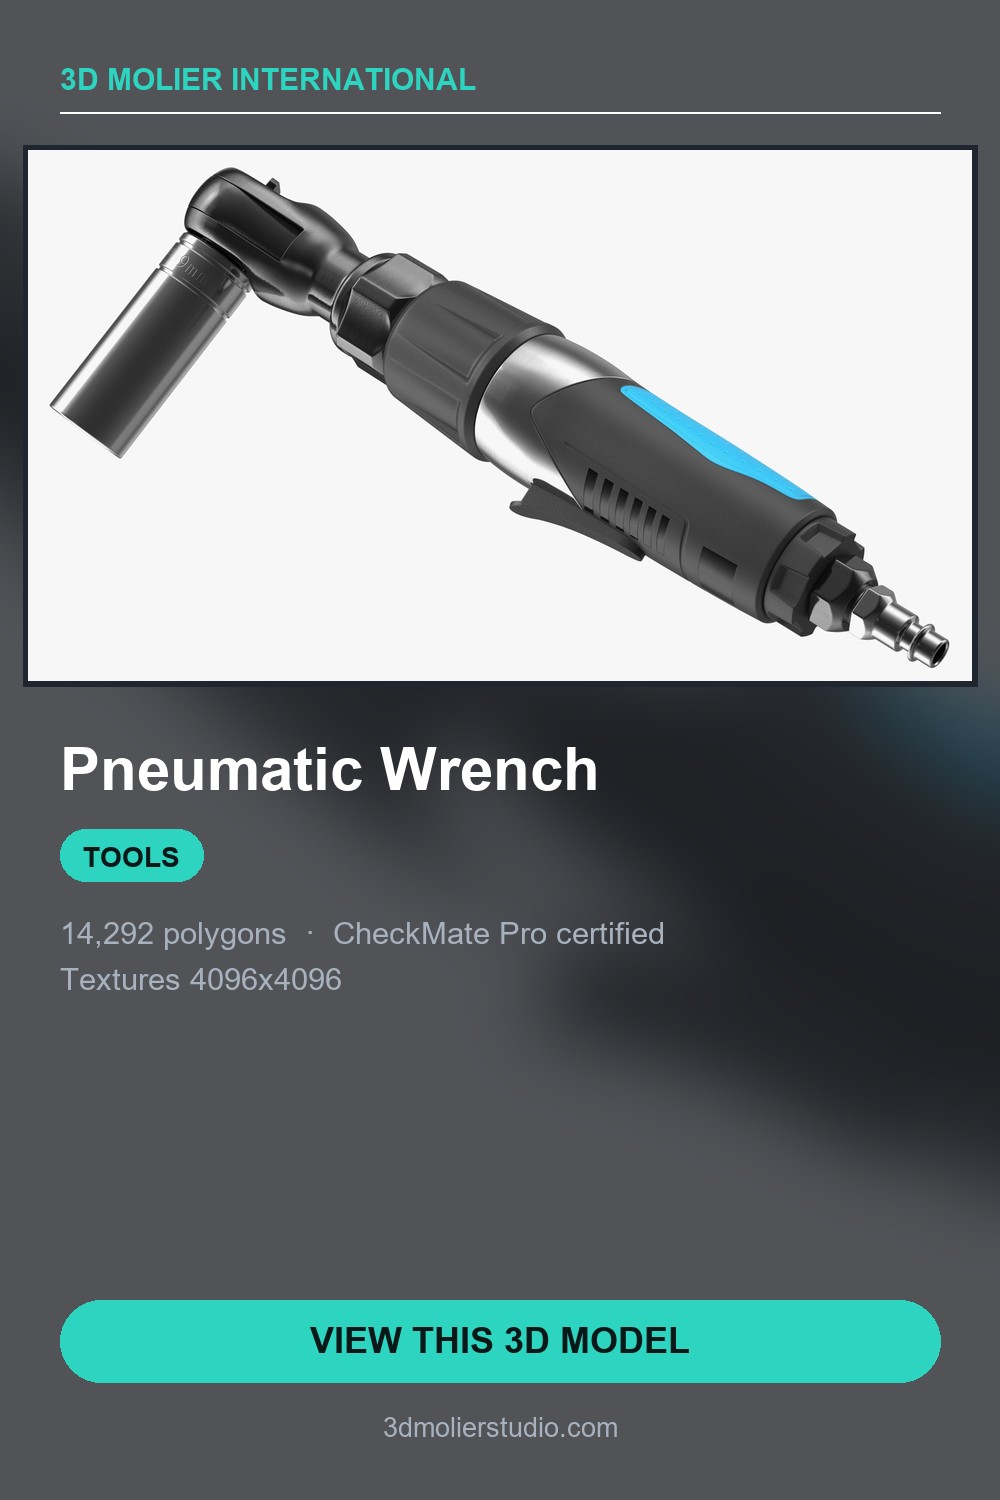 3D MOLIER INTERNATIONAL
9mm
Pneumatic Wrench
TOOLS
14,292 polygons · CheckMate Pro certified
Textures 4096x4096
VIEW THIS 3D MODEL
3dmolierstudio.com